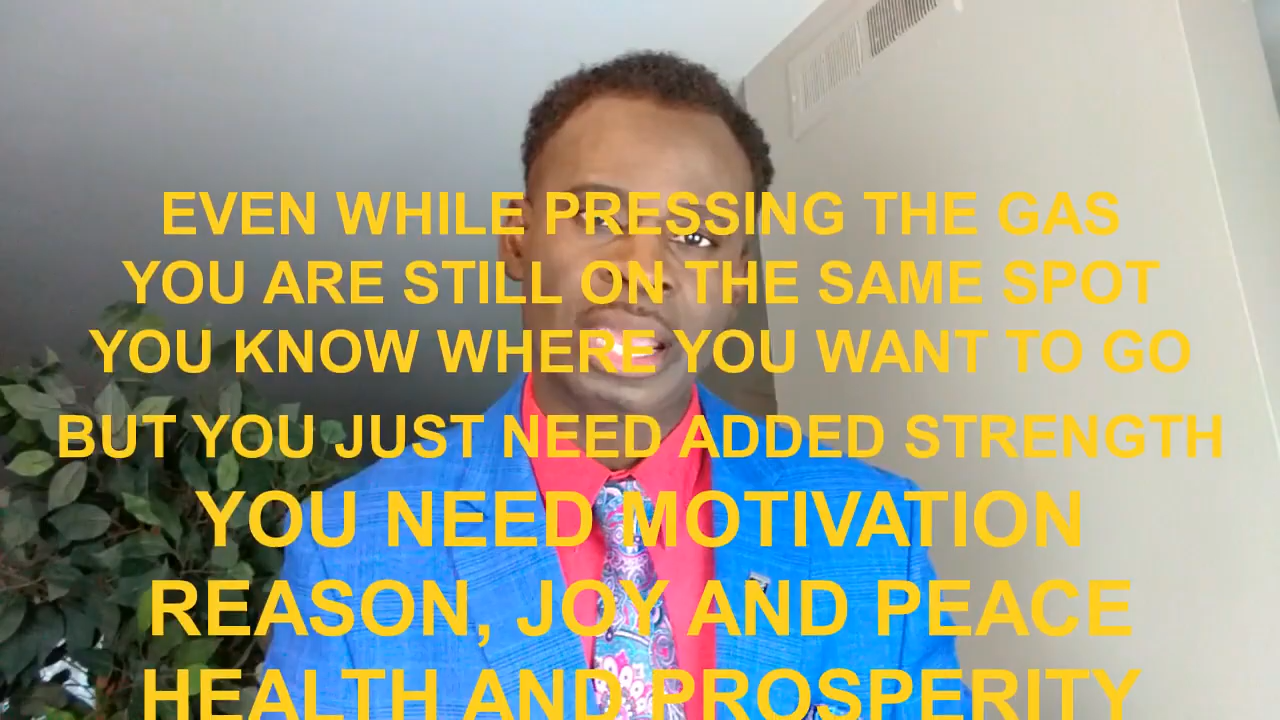 EVEN WHILE PRESSING THE GAS
YOU ARE STILL ON THE SAME SPOT
YOU KNOW WHERE YOU WANT TO GO
BUT YOU JUST NEED ADDED STRENGTH
YOU NEED MOTIVATION
REASON, JOY AND PEACE
HEALTH AND PROSPERITY